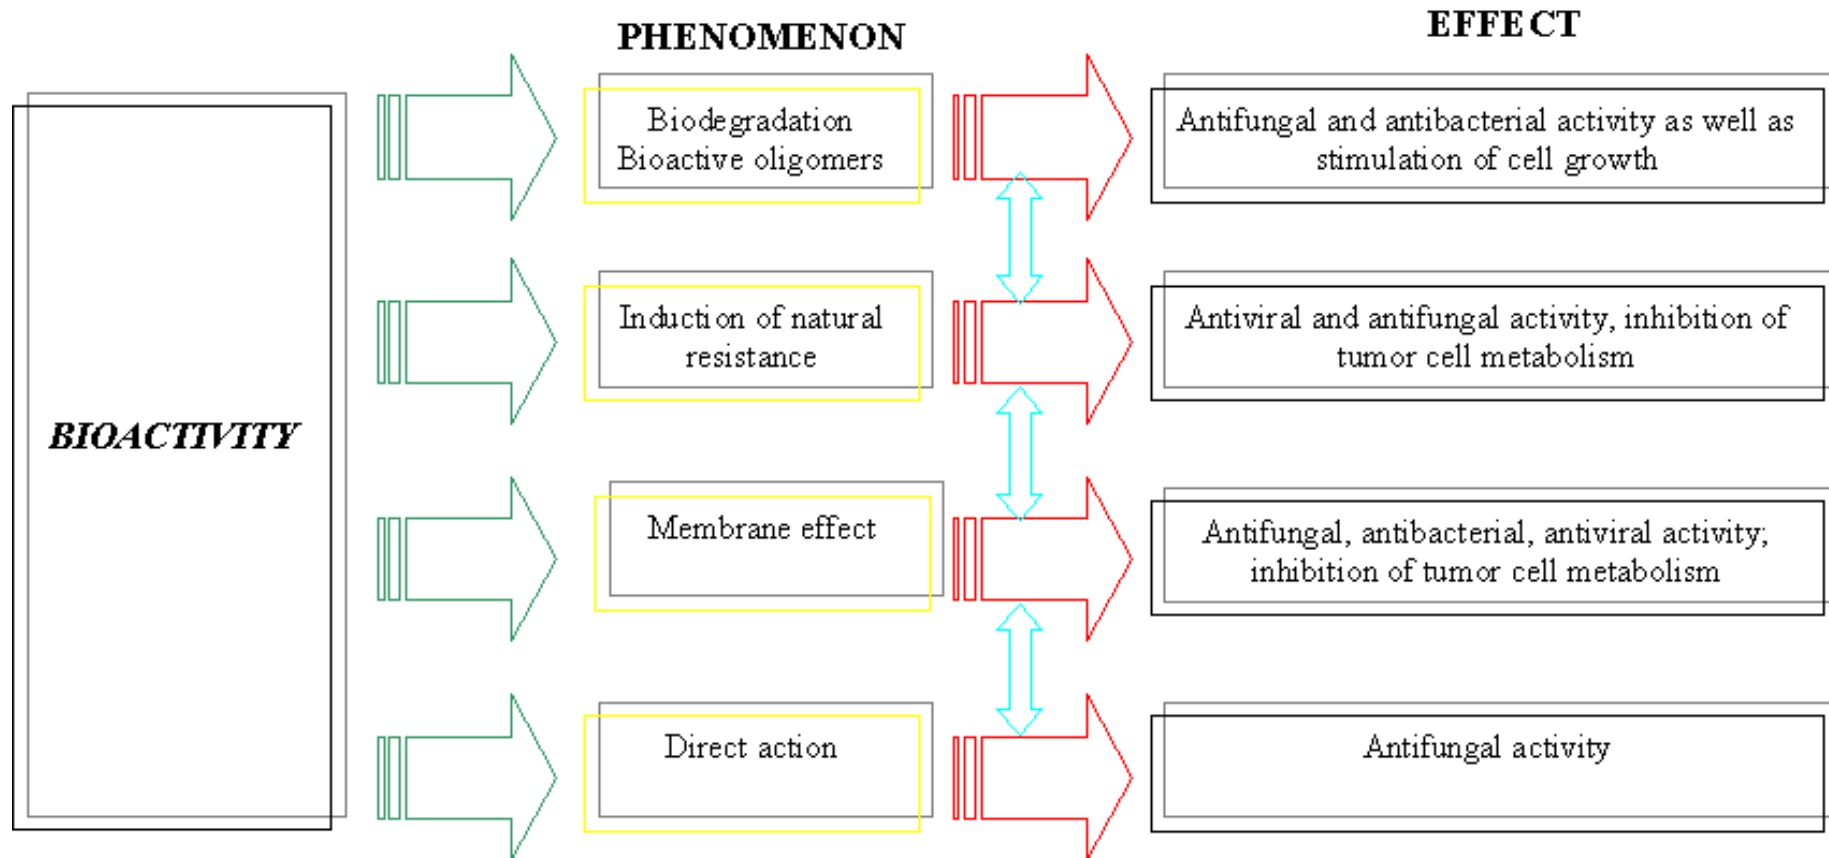 PHENOMENON
EFFECT
BIOACTIVITY
Biodegradation
Bioactive oligomers
Antifungal and antibacterial activity as well as
stimulation of cell growth
Induction of natural
resistance
Antiviral and antifungal activity, inhibition of
tumor cell metabolism
Membrane effect
Antifungal, antibacterial, antiviral activity;
inhibition of tumor cell metabolism
Direct action
Antifungal activity